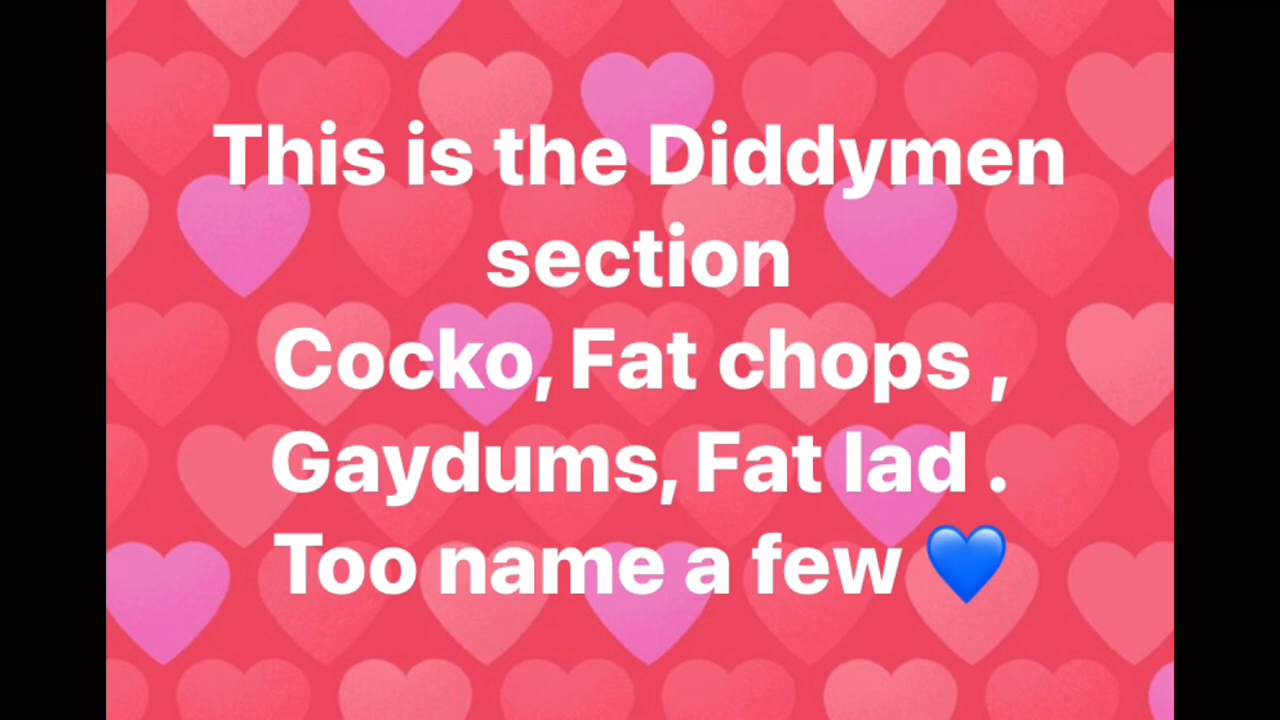 This is the Diddymen
section
Cocko, Fat chops ,
Gaydums, Fat lad .
Too name a few 💙